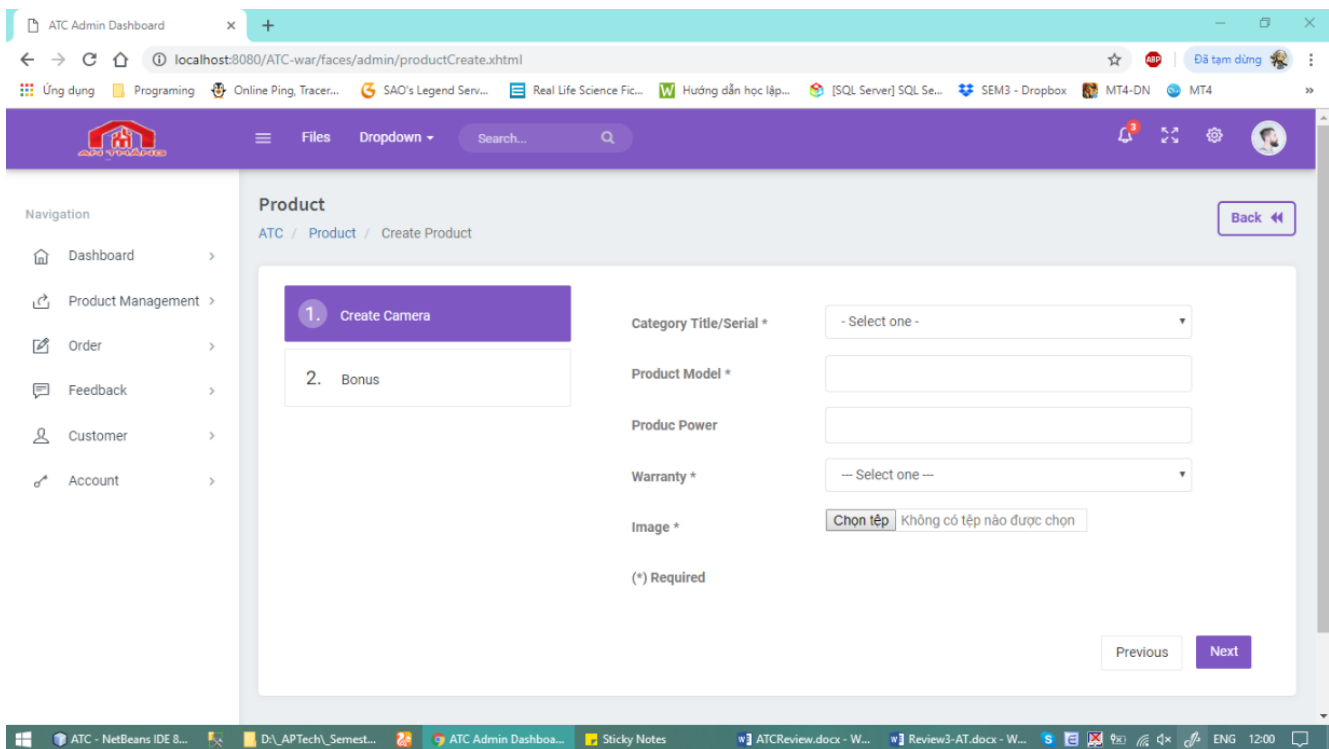 ATC Admin Dashboard
localhost:8080/ATC-war/faces/admin/productCreate.xhtml
ABP
Đã tạm dừng
Ứng dụng Programing Online Ping, Tracer... SAO's Legend Serv... Real Life Science Fic... Hướng dẫn học lập... [SQL Server] SQL Se... SEM3 - Dropbox MT4-DN MT4 »
AN THĂNG
Files Dropdown Search... 3
Navigation
Dashboard
Product Management
Order
Feedback
Customer
Account
Product
ATC / Product / Create Product
Back
1. Create Camera
2. Bonus
Category Title/Serial * - Select one -
Product Model *
Produc Power
Warranty * --- Select one ---
Image * Chọn tệp Không có tệp nào được chọn
(*) Required
Previous Next
ATC - NetBeans IDE 8... D:\_APTech\_Semest... ATC Admin Dashboa... Sticky Notes ATCReview.docx - W... Review3-AT.docx - W... ENG 12:00